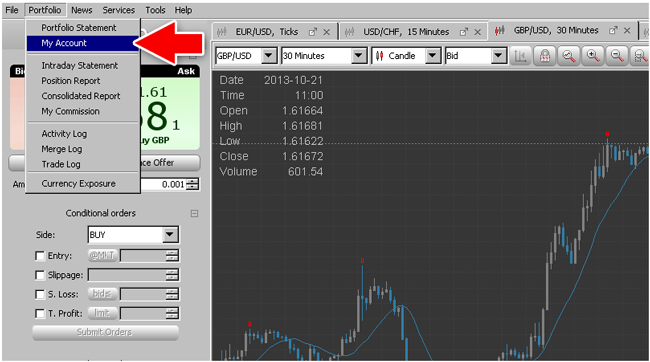 File Portfolio News Services Tools Help
Portfolio Statement
My Account
Intraday Statement
Position Report
Consolidated Report
My Commission
Activity Log
Merge Log
Trade Log
Currency Exposure
Ask
1.61
8 1
uy GBP
ce Offer
0.001
Conditional orders
Side: BUY
Entry: @MKT
Slippage:
S. Loss: bids
T. Profit: limit
Submit Orders
EUR/USD, Ticks
USD/CHF, 15 Minutes
GBP/USD, 30 Minutes
GBP/USD 30 Minutes Candle Bid
Date 2013-10-21
Time 11:00
Open 1.61664
High 1.61681
Low 1.61622
Close 1.61672
Volume 601.54